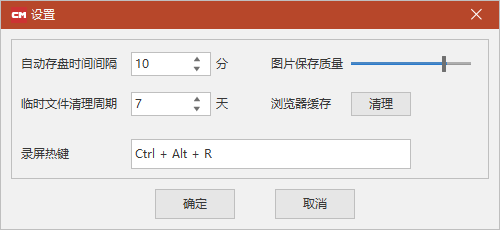 CM 设置
自动存盘时间间隔 10 分 图片保存质量
临时文件清理周期 7 天 浏览器缓存 清理
录屏热键 Ctrl + Alt + R
确定 取消